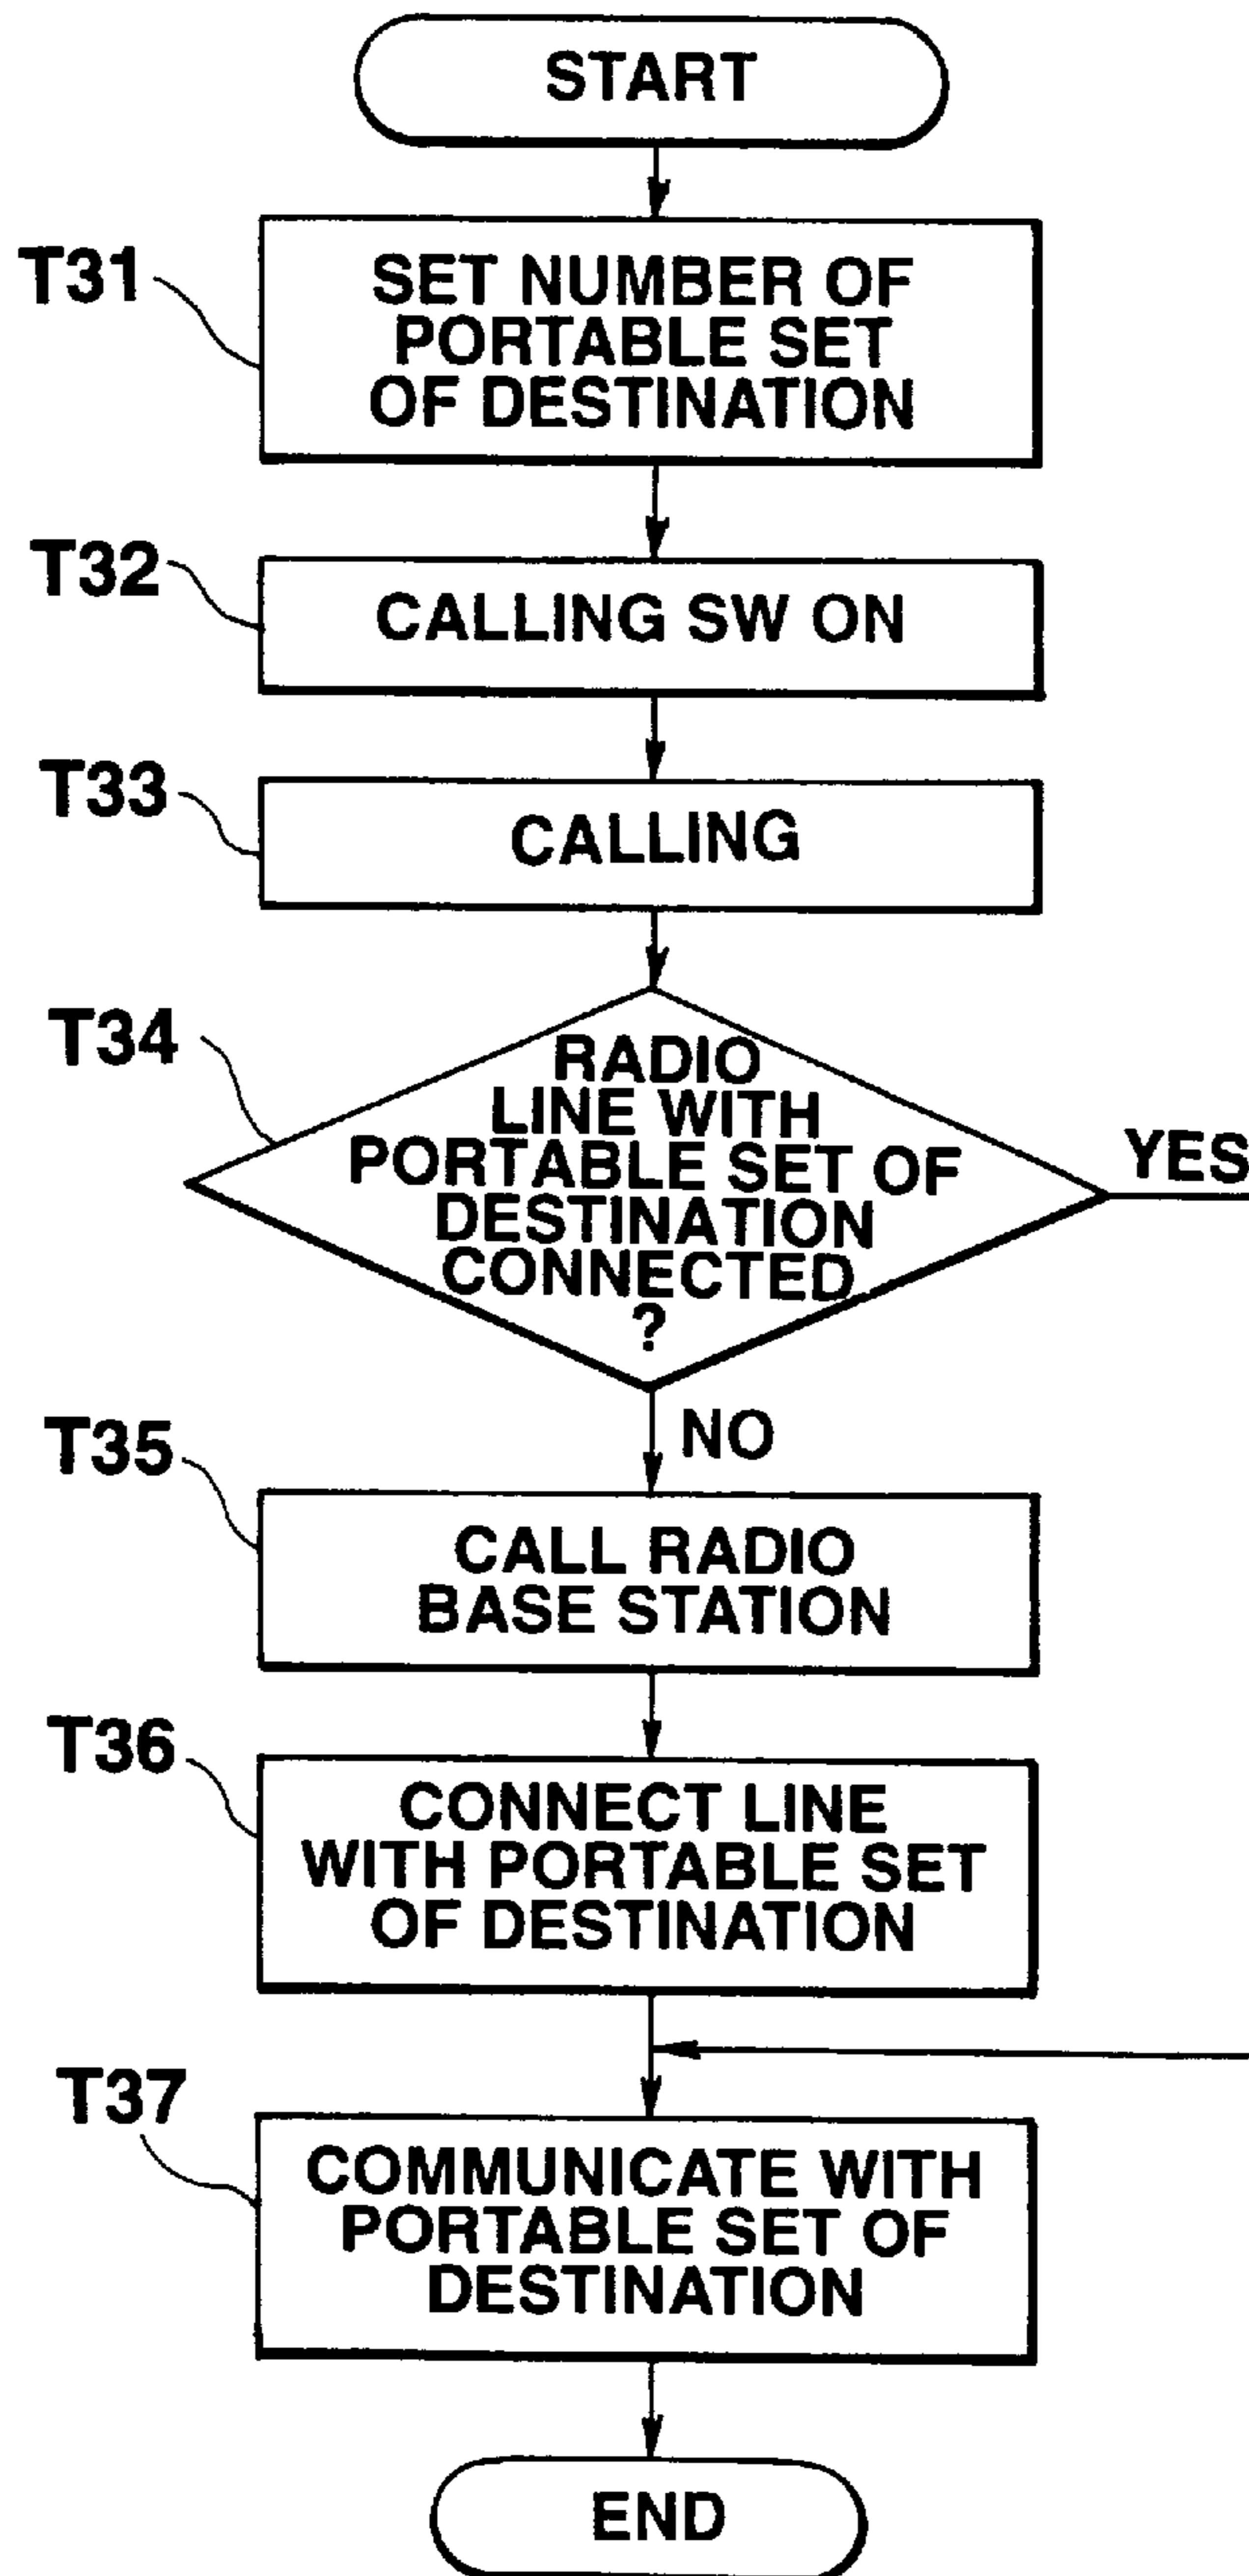 START
T31
SET NUMBER OF
PORTABLE SET
OF DESTINATION
T32
CALLING SW ON
T33
CALLING
T34
RADIO
LINE WITH
PORTABLE SET OF
DESTINATION
CONNECTED
?
YES
NO
T35
CALL RADIO
BASE STATION
T36
CONNECT LINE
WITH PORTABLE SET
OF DESTINATION
T37
COMMUNICATE WITH
PORTABLE SET OF
DESTINATION
END